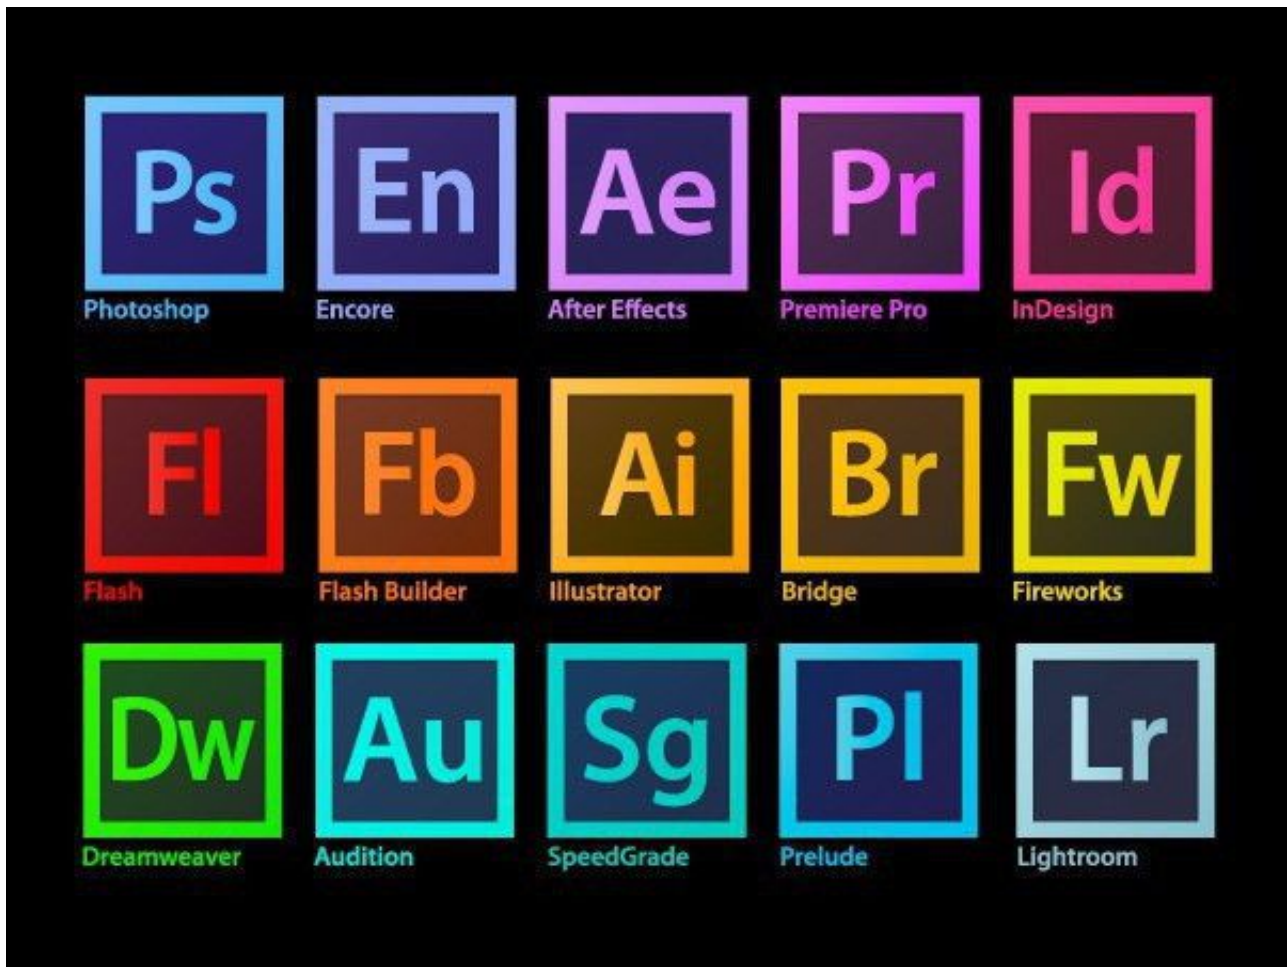 Ps En Ae Pr Id
Photoshop Encore After Effects Premiere Pro InDesign
Fl Fb Ai Br Fw
Flash Flash Builder Illustrator Bridge Fireworks
Dw Au Sg Pl Lr
Dreamweaver Audition SpeedGrade Prelude Lightroom